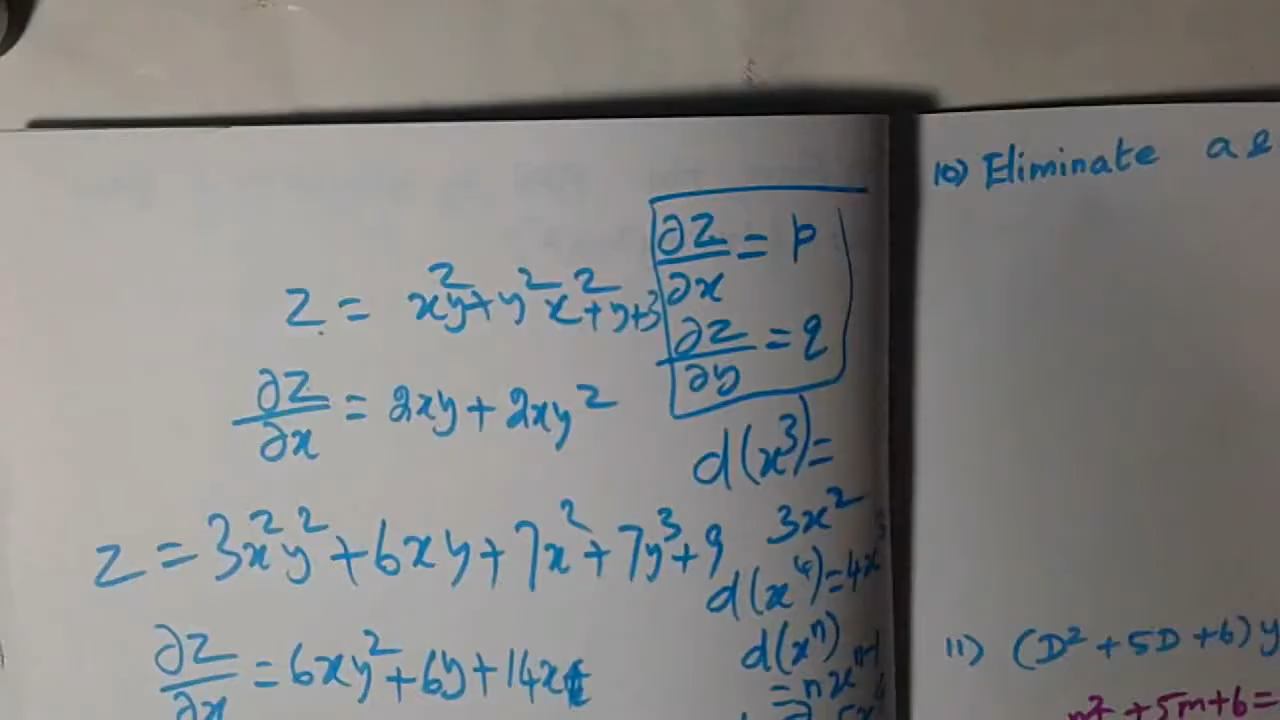 ∂z/∂x = p
z = x²y + y²x² + y + 3
∂z/∂y = q
∂z/∂x = 2xy + 2xy²
d(x³) =
3x²
z = 3x²y² + 6xy + 7x² + 7y³ + 9
d(x⁴) = 4x³
d(xⁿ)
= nxⁿ⁻¹
∂z/∂x = 6xy² + 6y + 14x
10) Eliminate a &
11) (D² + 5D + 6) y
m² + 5m + 6 =